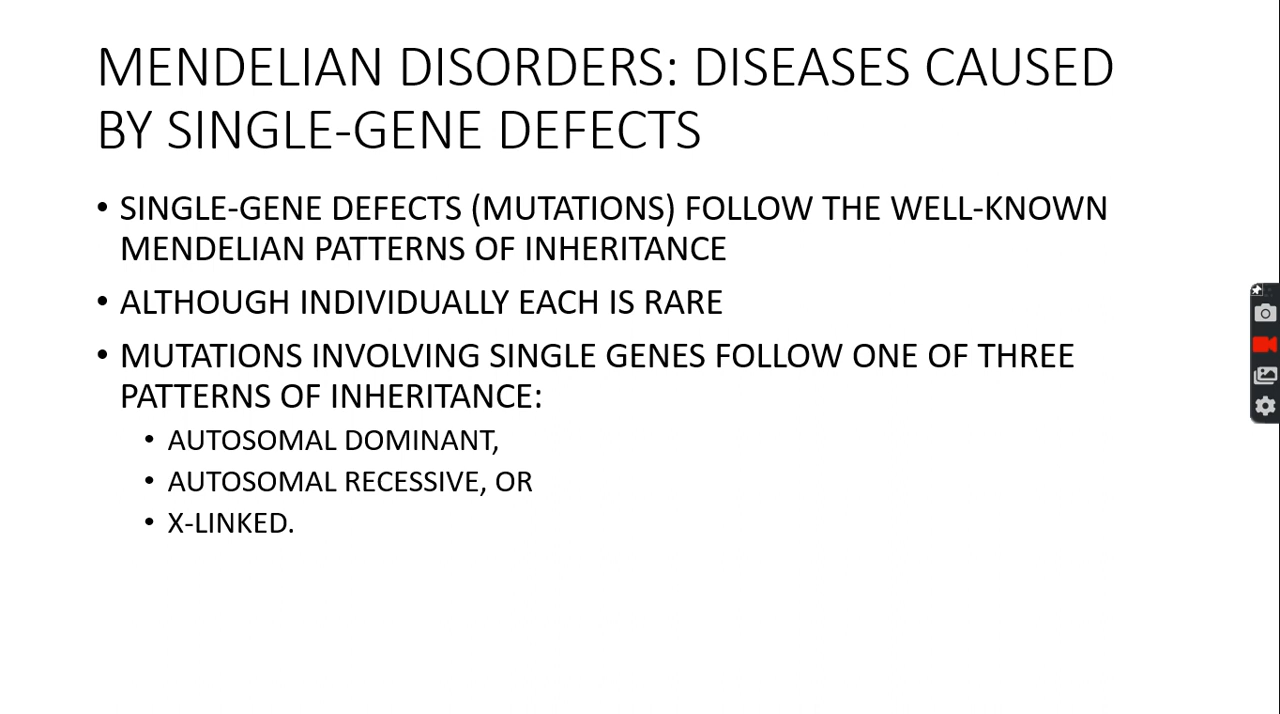 MENDELIAN DISORDERS: DISEASES CAUSED
BY SINGLE-GENE DEFECTS
• SINGLE-GENE DEFECTS (MUTATIONS) FOLLOW THE WELL-KNOWN
MENDELIAN PATTERNS OF INHERITANCE
• ALTHOUGH INDIVIDUALLY EACH IS RARE
• MUTATIONS INVOLVING SINGLE GENES FOLLOW ONE OF THREE
PATTERNS OF INHERITANCE:
• AUTOSOMAL DOMINANT,
• AUTOSOMAL RECESSIVE, OR
• X-LINKED.